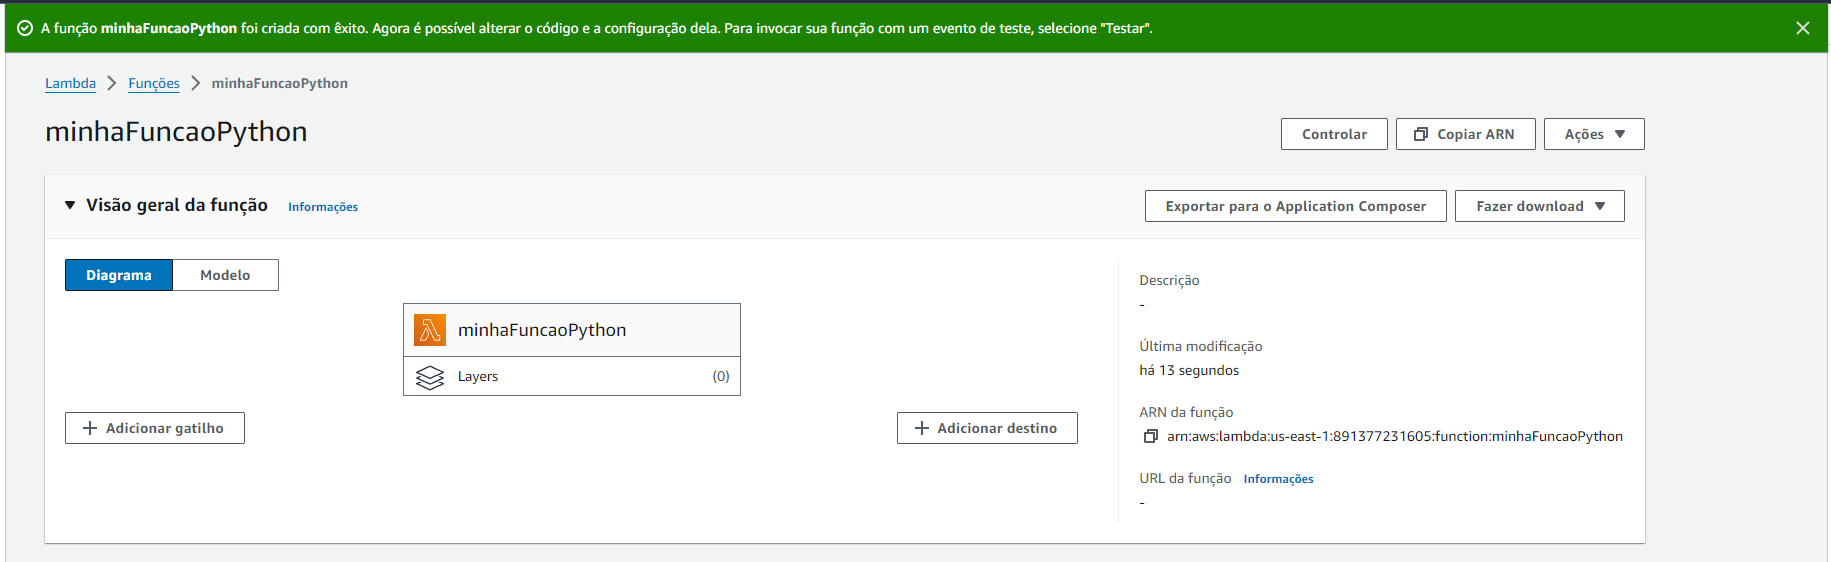 A função minhaFuncaoPython foi criada com êxito. Agora é possível alterar o código e a configuração dela. Para invocar sua função com um evento de teste, selecione "Testar".
Lambda > Funções > minhaFuncaoPython
minhaFuncaoPython
Controlar
Copiar ARN
Ações
Visão geral da função
Informações
Exportar para o Application Composer
Fazer download
Diagrama
Modelo
minhaFuncaoPython
Layers
(0)
Adicionar gatilho
Adicionar destino
Descrição
-
Última modificação
há 13 segundos
ARN da função
arn:aws:lambda:us-east-1:891377231605:function:minhaFuncaoPython
URL da função
Informações
-